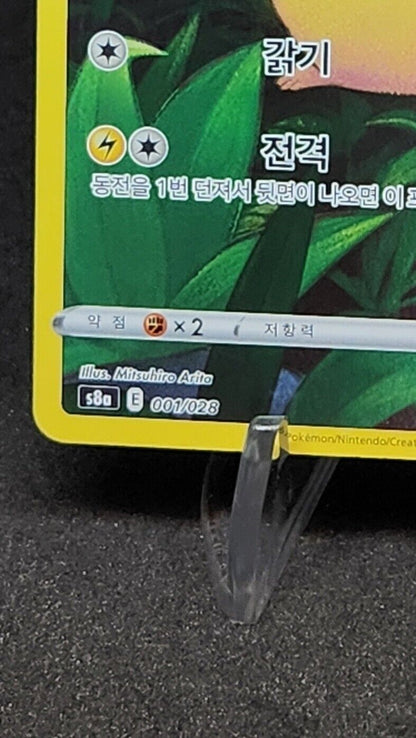 갉기
전격
동전을 1번 던져서 뒷면이 나오면 이
약점 ×2 저항력
Illus. Mitsuhiro Arita
s8a E 001/028
Pokémon/Nintendo/Creat